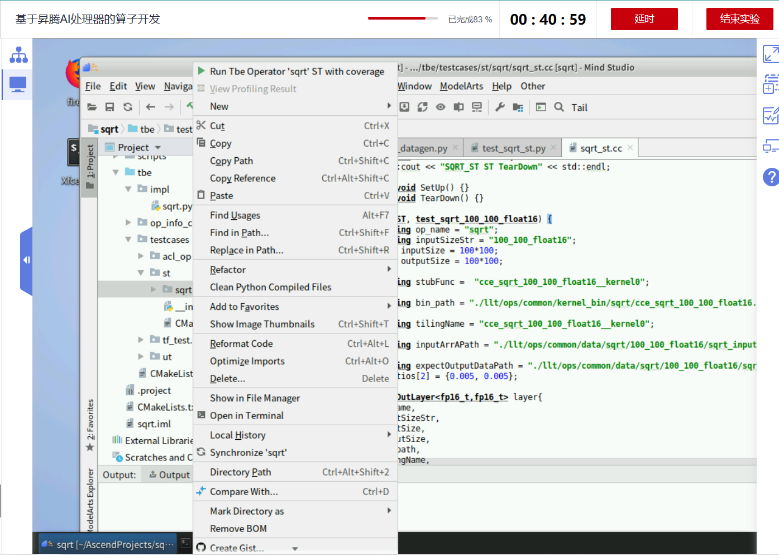 基于昇腾AI处理器的算子开发
已完成83 %
00 : 40 : 59
延时
结束实验
] - .../tbe/testcases/st/sqrt/sqrt_st.cc [sqrt] - Mind Studio
File Edit View Naviga
Window ModelArts Help Other
Tail
sqrt tbe test
_datagen.py
test_sqrt_st.py
sqrt_st.cc
1: Project
2: Favorites
ModelArts Explorer
Project
scripts
tbe
impl
sqrt.py
op_info_c
testcases
acl_op
st
sqrt
__in
CMa
tf_test.
ut
CMakeList
.project
CMakeLists.tx
sqrt.iml
External Librarie
Scratches and C
Output:
Output
Run Tbe Operator 'sqrt' ST with coverage
View Profiling Result
New
Cut Ctrl+X
Copy Ctrl+C
Copy Path Ctrl+Shift+C
Copy Reference Ctrl+Alt+Shift+C
Paste Ctrl+V
Find Usages Alt+F7
Find in Path... Ctrl+Shift+F
Replace in Path... Ctrl+Shift+R
Refactor
Clean Python Compiled Files
Add to Favorites
Show Image Thumbnails Ctrl+Shift+T
Reformat Code Ctrl+Alt+L
Optimize Imports Ctrl+Alt+O
Delete... Delete
Show in File Manager
Open in Terminal
Local History
Synchronize 'sqrt'
Directory Path Ctrl+Alt+Shift+2
Compare With... Ctrl+D
Mark Directory as
Remove BOM
Create Gist...
::cout << "SQRT_ST ST TearDown" << std::endl;
void SetUp() {}
void TearDown() {}
ST, test_sqrt_100_100_float16) {
ing op_name = "sqrt";
ing inputSizeStr = "100_100_float16";
inputSize = 100*100;
outputSize = 100*100;
ing stubFunc = "cce_sqrt_100_100_float16__kernel0";
ing bin_path = "./llt/ops/common/kernel_bin/sqrt/cce_sqrt_100_100_float16.
ing tilingName = "cce_sqrt_100_100_float16__kernel0";
ing inputArrAPath = "./llt/ops/common/data/sqrt/100_100_float16/sqrt_input
ing expectOutputDataPath = "./llt/ops/common/data/sqrt/100_100_float16/sqr
tios[2] = {0.005, 0.005};
OutLayer<fp16_t,fp16_t> layer{
ame,
tSizeStr,
tSize,
utSize,
path,
ngName,
sqrt [~/AscendProjects/sq...